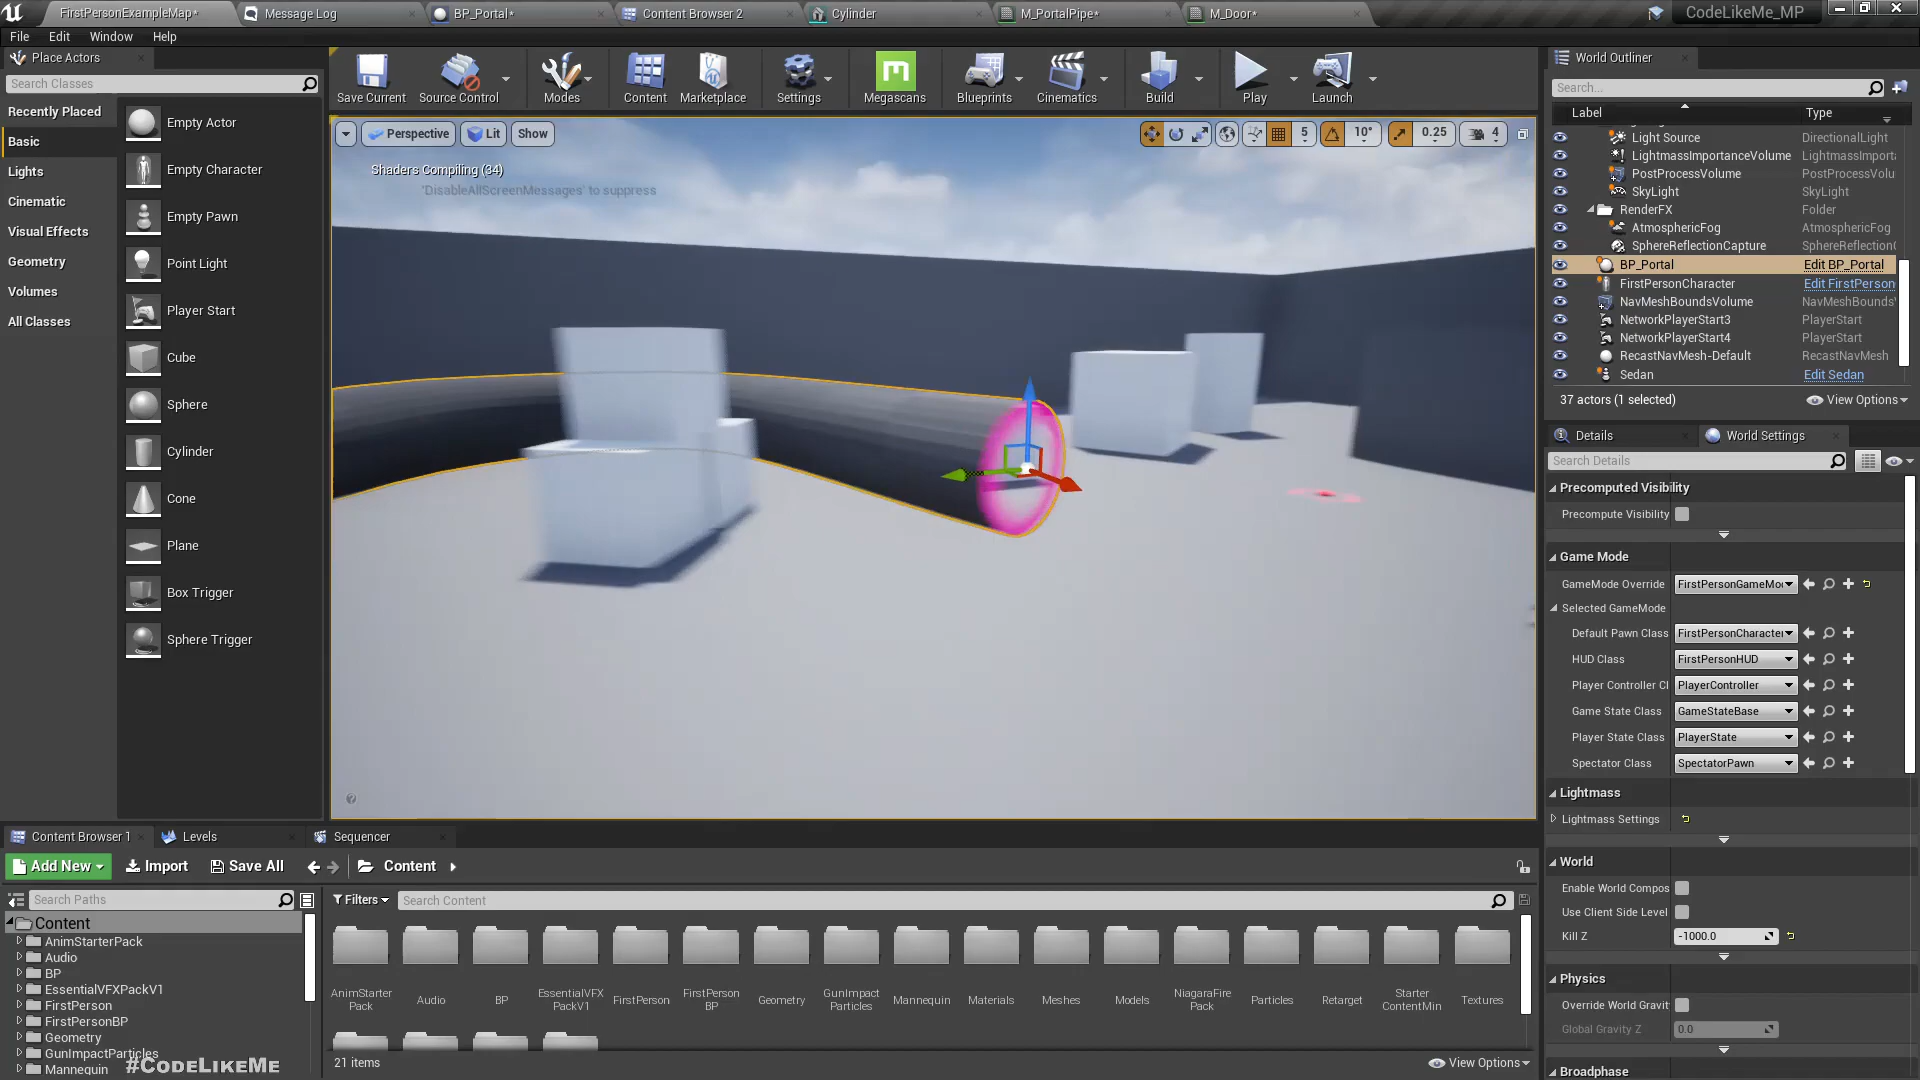 FirstPersonExampleMap*
Message Log
BP_Portal*
Content Browser 2
Cylinder
M_PortalPipe*
M_Door*
CodeLikeMe_MP
File
Edit
Window
Help
Place Actors
Search Classes
Recently Placed
Basic
Lights
Cinematic
Visual Effects
Geometry
Volumes
All Classes
Empty Actor
Empty Character
Empty Pawn
Point Light
Player Start
Cube
Sphere
Cylinder
Cone
Plane
Box Trigger
Sphere Trigger
Save Current
Source Control
Modes
Content
Marketplace
Settings
Megascans
Blueprints
Cinematics
Build
Play
Launch
Perspective
Lit
Show
5
10°
0.25
4
Shaders Compiling (34)
'DisableAllScreenMessages' to suppress
World Outliner
Search...
Label
Type
Light Source
DirectionalLight
LightmassImportanceVolume
LightmassImporta
PostProcessVolume
PostProcessVolu
SkyLight
SkyLight
RenderFX
Folder
AtmosphericFog
AtmosphericFog
SphereReflectionCapture
SphereReflection
BP_Portal
Edit BP_Portal
FirstPersonCharacter
Edit FirstPerson
NavMeshBoundsVolume
NavMeshBounds
NetworkPlayerStart3
PlayerStart
NetworkPlayerStart4
PlayerStart
RecastNavMesh-Default
RecastNavMesh
Sedan
Edit Sedan
37 actors (1 selected)
View Options
Details
World Settings
Search Details
Precomputed Visibility
Precompute Visibility
Game Mode
GameMode Override
FirstPersonGameMo
Selected GameMode
Default Pawn Class
FirstPersonCharacter
HUD Class
FirstPersonHUD
Player Controller Cl
PlayerController
Game State Class
GameStateBase
Player State Class
PlayerState
Spectator Class
SpectatorPawn
Lightmass
Lightmass Settings
World
Enable World Compos
Use Client Side Level
Kill Z
-1000.0
Physics
Override World Gravit
Global Gravity Z
0.0
Broadphase
Content Browser 1
Levels
Sequencer
Add New
Import
Save All
Content
Search Paths
Filters
Search Content
Content
AnimStarterPack
Audio
BP
EssentialVFXPackV1
FirstPerson
FirstPersonBP
Geometry
GunImpactParticles
Mannequin
#CodeLikeMe
AnimStarter
Pack
Audio
BP
EssentialVFX
PackV1
FirstPerson
FirstPerson
BP
Geometry
GunImpact
Particles
Mannequin
Materials
Meshes
Models
NiagaraFire
Pack
Particles
Retarget
Starter
ContentMin
Textures
21 items
View Options